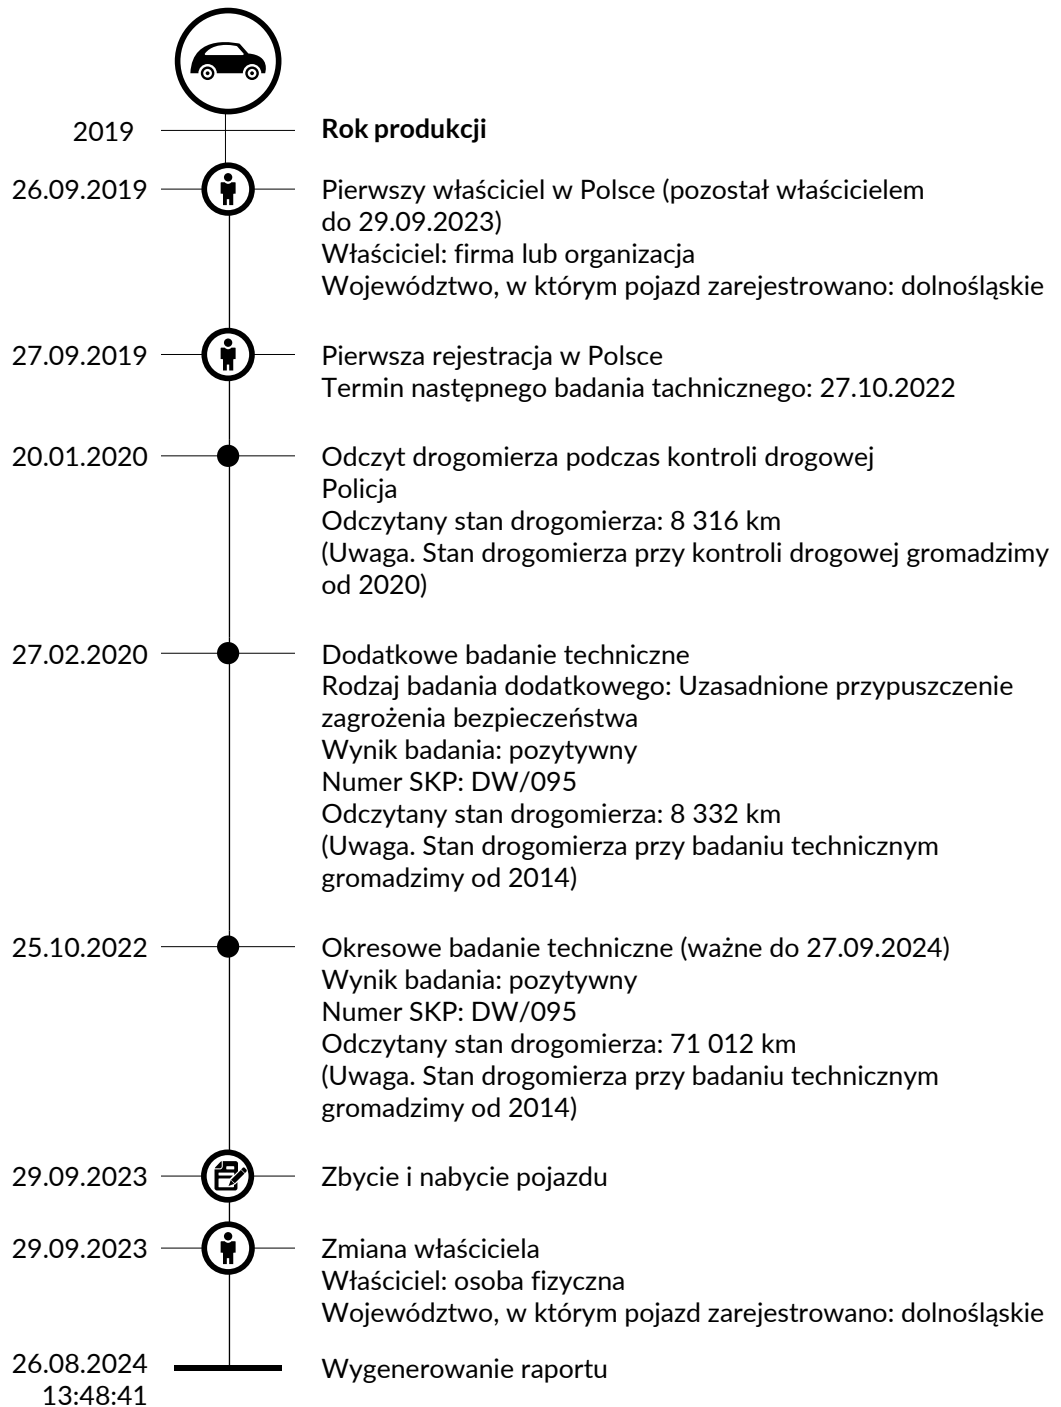 2019 Rok produkcji
26.09.2019 Pierwszy właściciel w Polsce (pozostał właścicielem
do 29.09.2023)
Właściciel: firma lub organizacja
Województwo, w którym pojazd zarejestrowano: dolnośląskie
27.09.2019 Pierwsza rejestracja w Polsce
Termin następnego badania tachnicznego: 27.10.2022
20.01.2020 Odczyt drogomierza podczas kontroli drogowej
Policja
Odczytany stan drogomierza: 8 316 km
(Uwaga. Stan drogomierza przy kontroli drogowej gromadzimy
od 2020)
27.02.2020 Dodatkowe badanie techniczne
Rodzaj badania dodatkowego: Uzasadnione przypuszczenie
zagrożenia bezpieczeństwa
Wynik badania: pozytywny
Numer SKP: DW/095
Odczytany stan drogomierza: 8 332 km
(Uwaga. Stan drogomierza przy badaniu technicznym
gromadzimy od 2014)
25.10.2022 Okresowe badanie techniczne (ważne do 27.09.2024)
Wynik badania: pozytywny
Numer SKP: DW/095
Odczytany stan drogomierza: 71 012 km
(Uwaga. Stan drogomierza przy badaniu technicznym
gromadzimy od 2014)
29.09.2023 Zbycie i nabycie pojazdu
29.09.2023 Zmiana właściciela
Właściciel: osoba fizyczna
Województwo, w którym pojazd zarejestrowano: dolnośląskie
26.08.2024 Wygenerowanie raportu
13:48:41